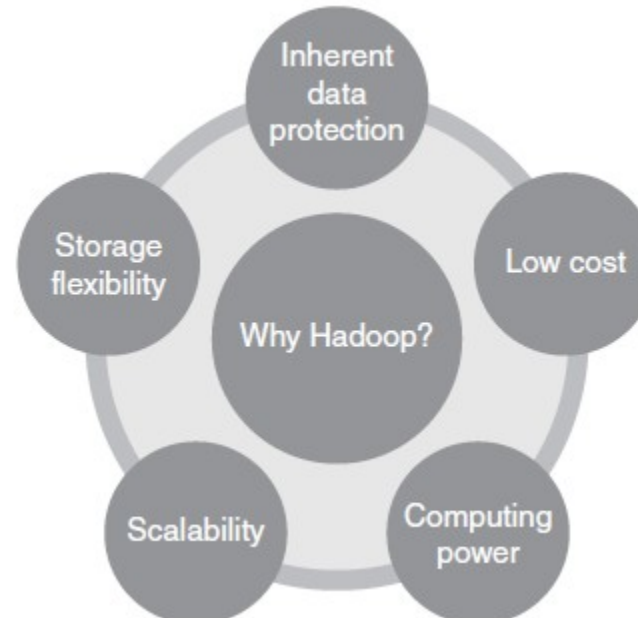 Inherent
data
protection
Storage
flexibility
Low cost
Why Hadoop?
Scalability
Computing
power